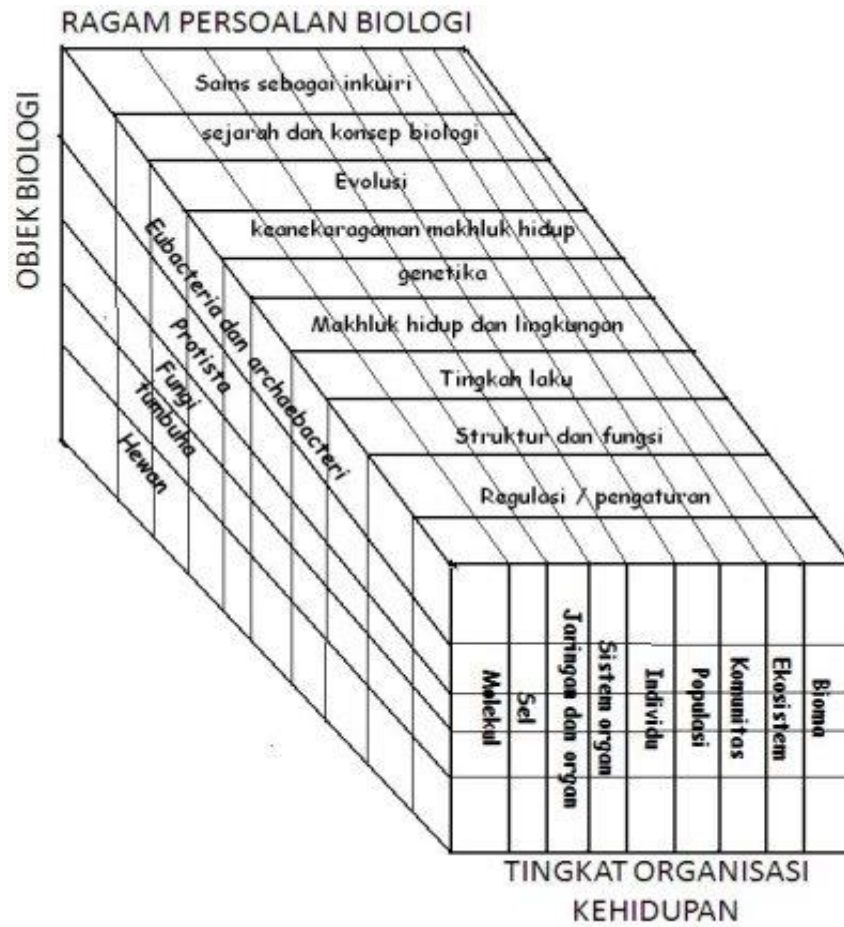 RAGAM PERSOALAN BIOLOGI
OBJEK BIOLOGI
Sains sebagai inkuiri
sejarah dan konsep biologi
Evolusi
keanekaragaman makhluk hidup
genetika
Makhluk hidup dan lingkungan
Tingkah laku
Struktur dan fungsi
Regulasi / pengaturan
Eubacteria dan archaebacteri
Protista
Fungi
tumbuha
Hewan
Molekul
Sel
Jaringan dan organ
Sistem organ
Individu
Populasi
Komunitas
Ekosistem
Bioma
TINGKAT ORGANISASI
KEHIDUPAN